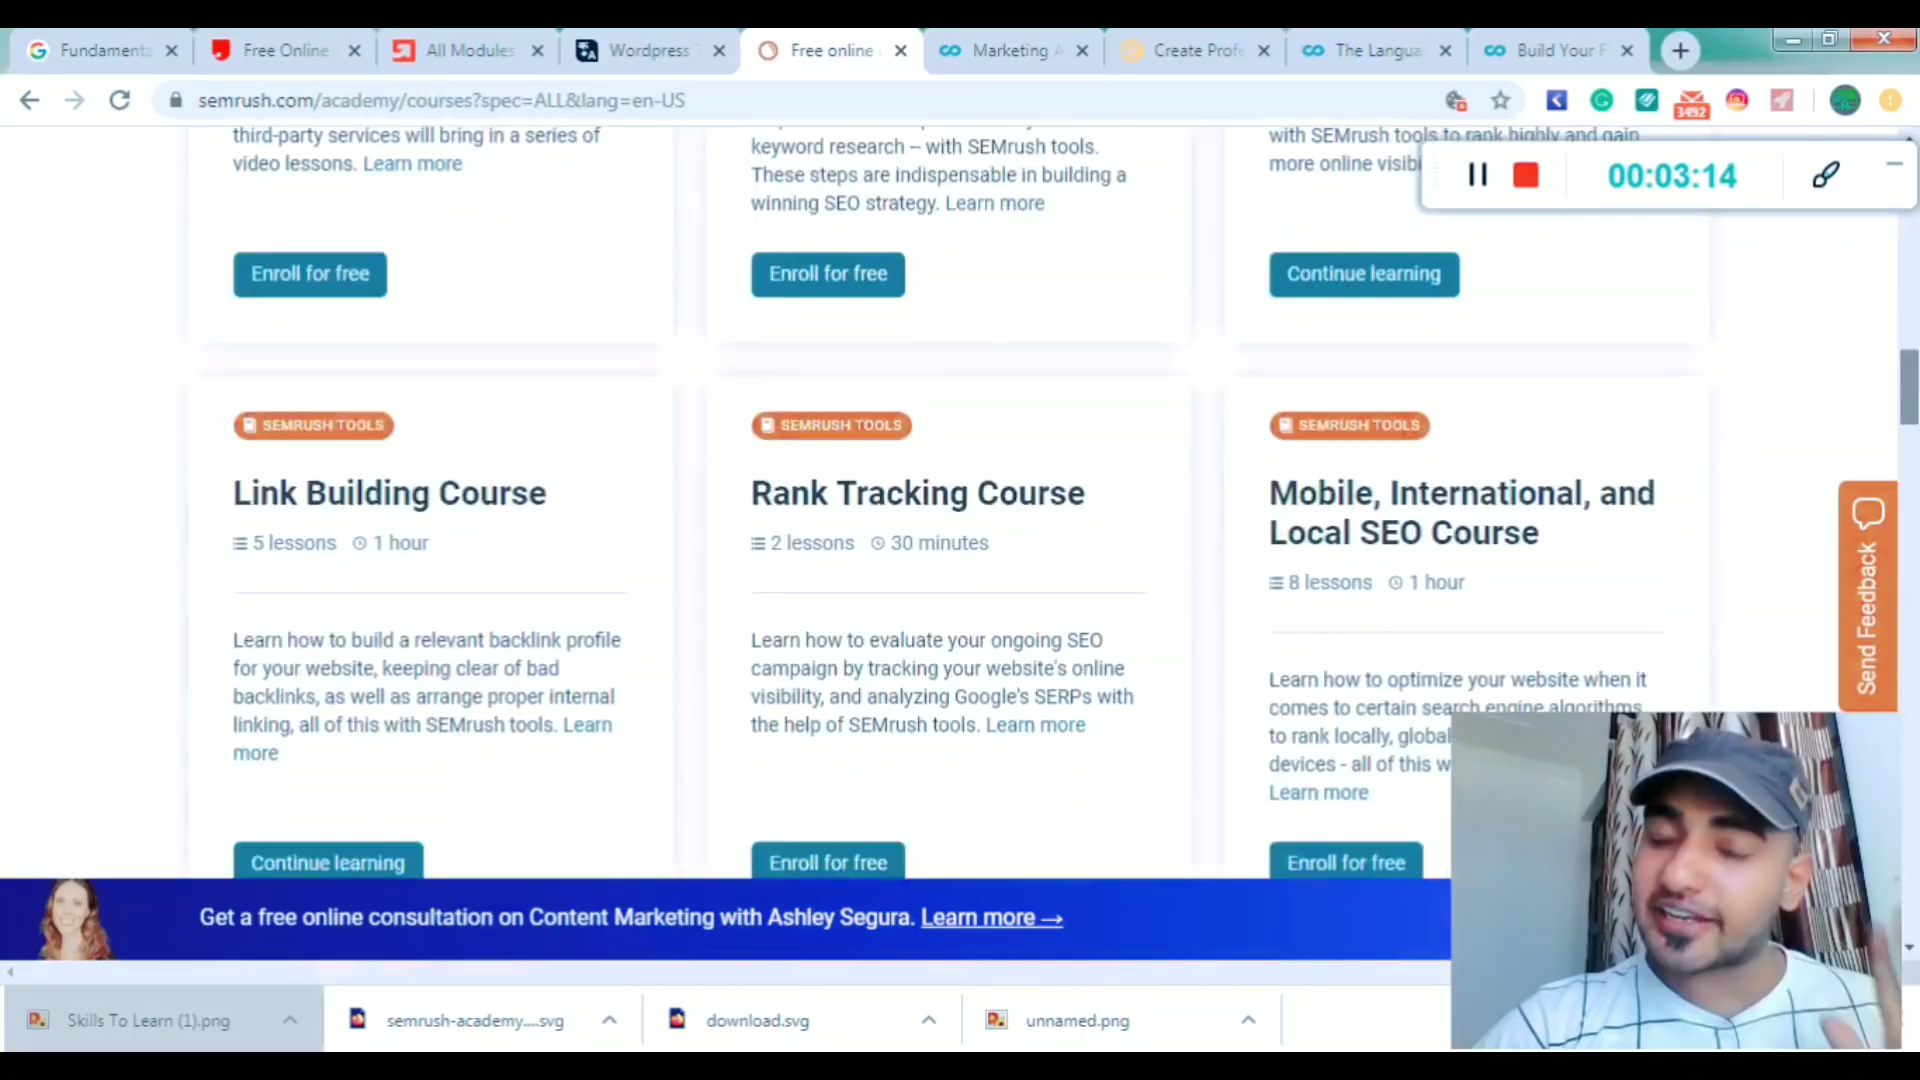 Fundamenta
Free Online
All Modules
Wordpress T
Free online
Marketing A
Create Profe
The Langua
Build Your F
semrush.com/academy/courses?spec=ALL&lang=en-US
3492
third-party services will bring in a series of
video lessons. Learn more
Enroll for free
keyword research – with SEMrush tools.
These steps are indispensable in building a
winning SEO strategy. Learn more
Enroll for free
with SEMrush tools to rank highly and gain
more online visibi
Continue learning
00:03:14
SEMRUSH TOOLS
Link Building Course
5 lessons 1 hour
Learn how to build a relevant backlink profile
for your website, keeping clear of bad
backlinks, as well as arrange proper internal
linking, all of this with SEMrush tools. Learn
more
Continue learning
SEMRUSH TOOLS
Rank Tracking Course
2 lessons 30 minutes
Learn how to evaluate your ongoing SEO
campaign by tracking your website's online
visibility, and analyzing Google's SERPs with
the help of SEMrush tools. Learn more
Enroll for free
SEMRUSH TOOLS
Mobile, International, and
Local SEO Course
8 lessons 1 hour
Learn how to optimize your website when it
comes to certain search engine algorithms
to rank locally, global
devices - all of this w
Learn more
Enroll for free
Send Feedback
Get a free online consultation on Content Marketing with Ashley Segura. Learn more →
Skills To Learn (1).png
semrush-academy....svg
download.svg
unnamed.png